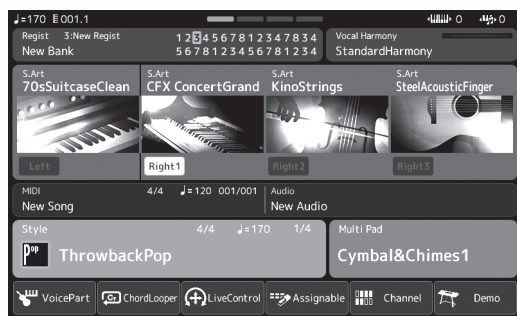 ♩=170 001.1 0 0
Regist 3:New Regist 1 2 3 4 5 6 7 8 1 2 3 4 7 8 3 4 Vocal Harmony
New Bank 5 6 7 8 1 2 3 4 5 6 7 8 1 2 3 4 StandardHarmony
S.Art S.Art S.Art S.Art
70sSuitcaseClean CFX ConcertGrand KinoStrings SteelAcousticFinger
Left Right1 Right2 Right3
MIDI 4/4 ♩=120 001/001 Audio
New Song New Audio
Style 4/4 ♩=170 1/4 Multi Pad
Pop ThrowbackPop Cymbal&Chimes1
VoicePart Cr ChordLooper LiveControl Assignable Channel Demo